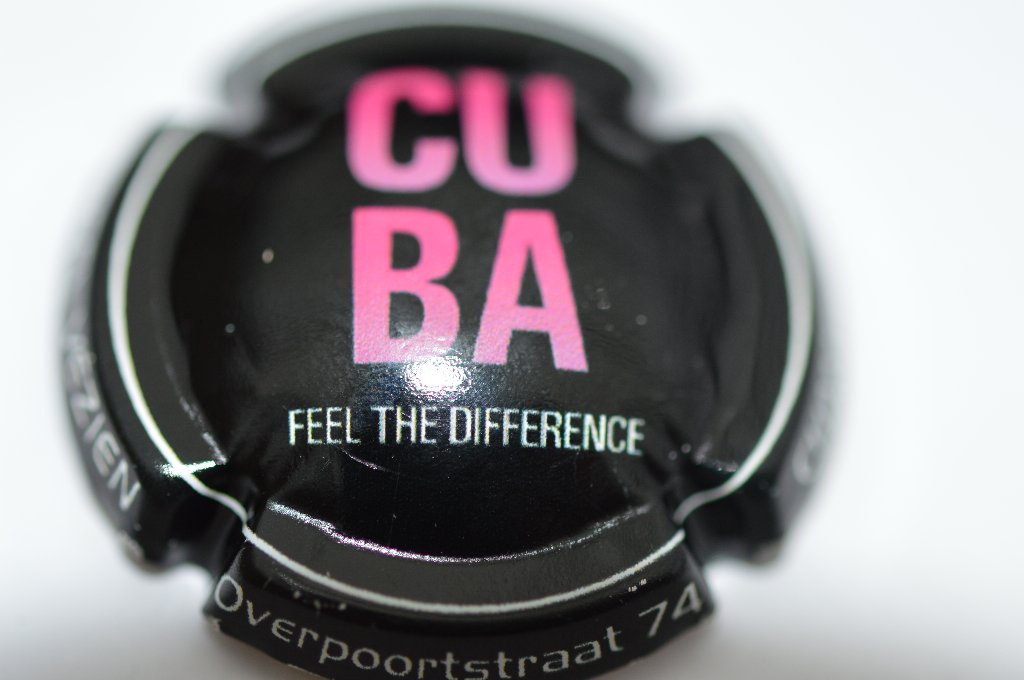 CU
BA
FEEL THE DIFFERENCE
Overpoortstraat 74